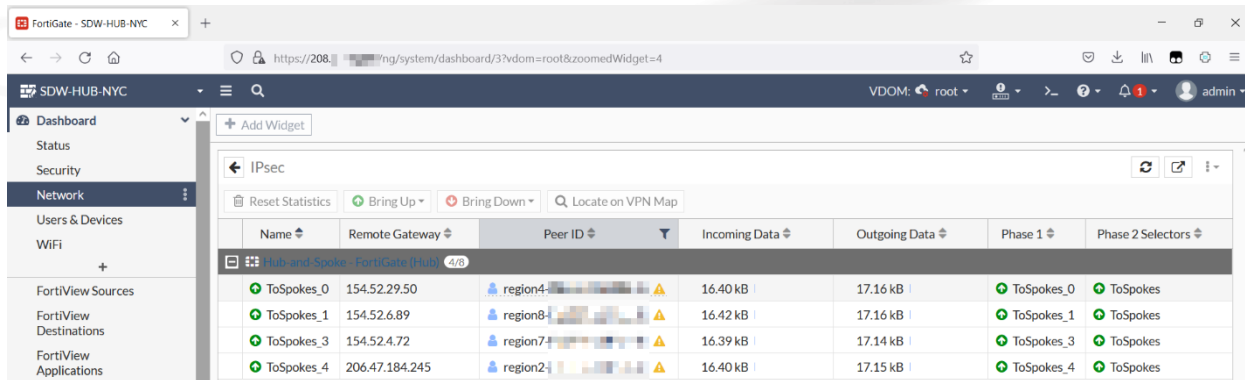 FortiGate - SDW-HUB-NYC × +
https://208. /ng/system/dashboard/3?vdom=root&zoomedWidget=4
SDW-HUB-NYC VDOM: root admin
Dashboard
+ Add Widget
Status
Security
IPsec
Network
Reset Statistics Bring Up Bring Down Locate on VPN Map
Users & Devices
WiFi
Name Remote Gateway Peer ID Incoming Data Outgoing Data Phase 1 Phase 2 Selectors
+
Hub-and-Spoke - FortiGate (Hub) 4/8
FortiView Sources
ToSpokes_0 154.52.29.50 region4- 16.40 kB 17.16 kB ToSpokes_0 ToSpokes
FortiView
Destinations
ToSpokes_1 154.52.6.89 region8- 16.42 kB 17.16 kB ToSpokes_1 ToSpokes
ToSpokes_3 154.52.4.72 region7- 16.39 kB 17.14 kB ToSpokes_3 ToSpokes
FortiView
Applications
ToSpokes_4 206.47.184.245 region2- 16.40 kB 17.15 kB ToSpokes_4 ToSpokes